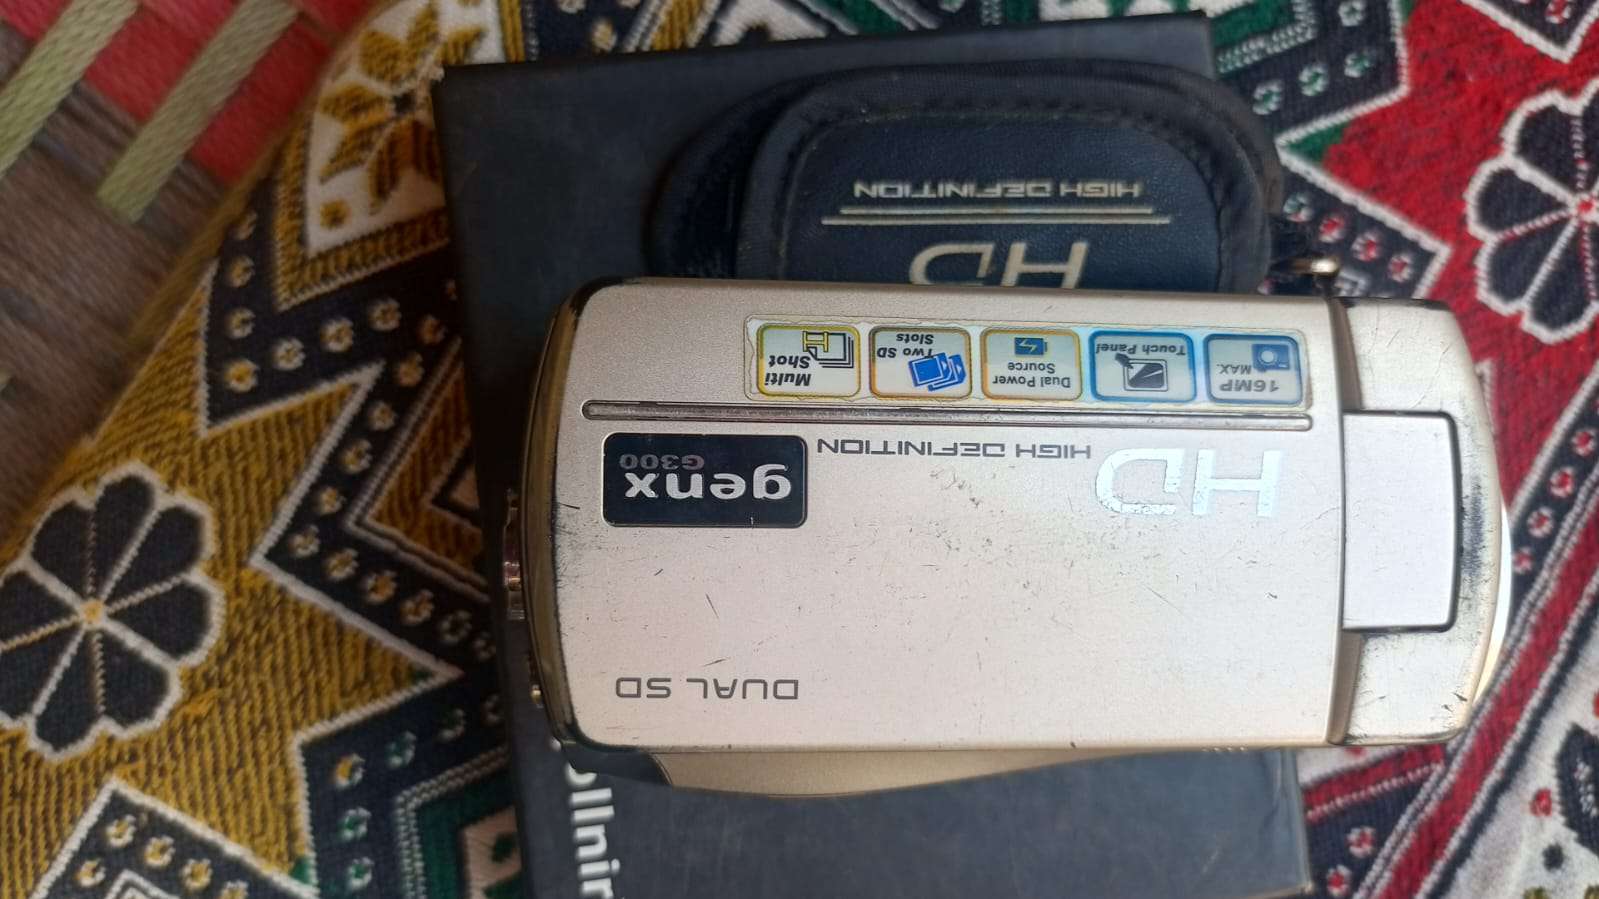 DUAL SD
genx
G300
HIGH DEFINITION
HD
16MP
MAX.
Touch Panel
Dual Power
Source
Two SD
Slots
Multi
Shot
HD
HIGH DEFINITION